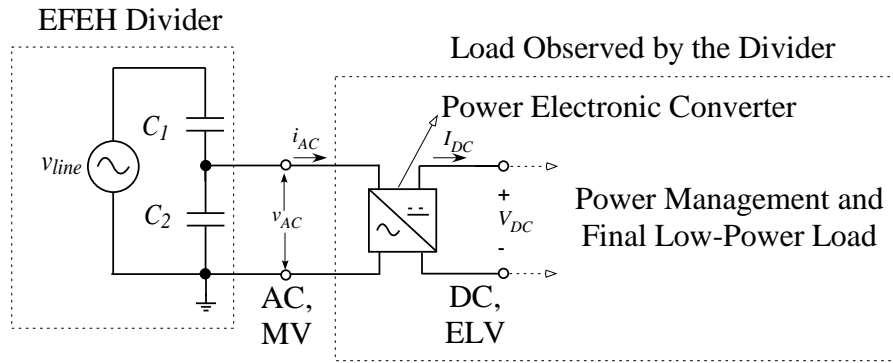 EFEH Divider
Load Observed by the Divider
Power Electronic Converter
C1
iAC
IDC
vline
+
C2
vAC
VDC
-
Power Management and
Final Low-Power Load
AC,
MV
DC,
ELV